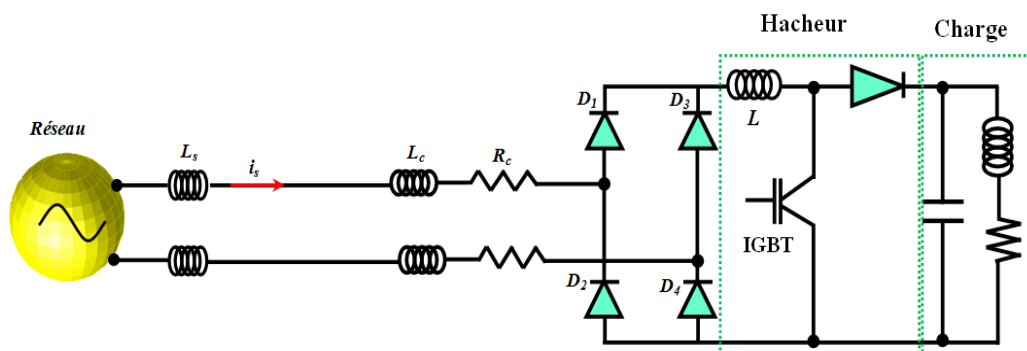 Hacheur
Charge
D1
D3
L
Réseau
Ls
is
Lc
Rc
IGBT
D2
D4